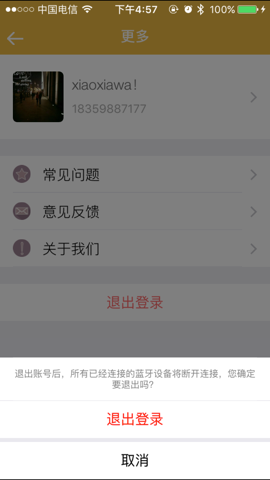 中国电信 下午4:57 100%
更多
xiaoxiawa!
18359887177
常见问题
意见反馈
关于我们
退出登录
退出账号后，所有已经连接的蓝牙设备将断开连接，您确定
要退出吗？
退出登录
取消